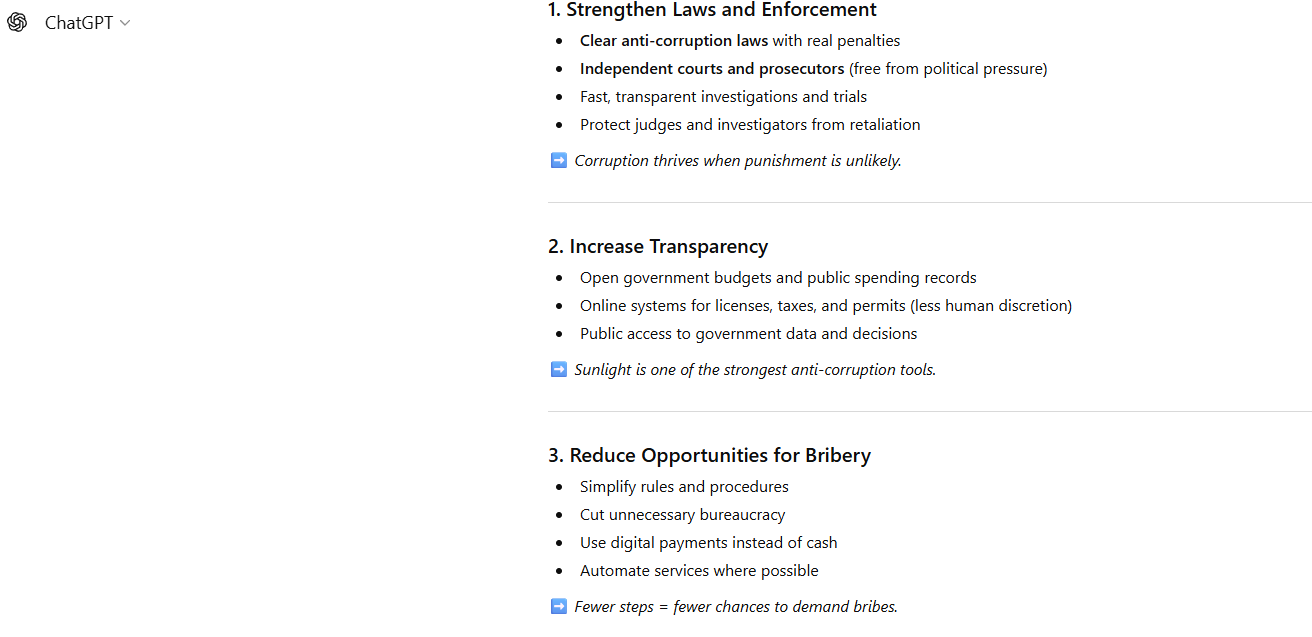 ChatGPT
1. Strengthen Laws and Enforcement
• Clear anti-corruption laws with real penalties
• Independent courts and prosecutors (free from political pressure)
• Fast, transparent investigations and trials
• Protect judges and investigators from retaliation
➡️ Corruption thrives when punishment is unlikely.
2. Increase Transparency
• Open government budgets and public spending records
• Online systems for licenses, taxes, and permits (less human discretion)
• Public access to government data and decisions
➡️ Sunlight is one of the strongest anti-corruption tools.
3. Reduce Opportunities for Bribery
• Simplify rules and procedures
• Cut unnecessary bureaucracy
• Use digital payments instead of cash
• Automate services where possible
➡️ Fewer steps = fewer chances to demand bribes.